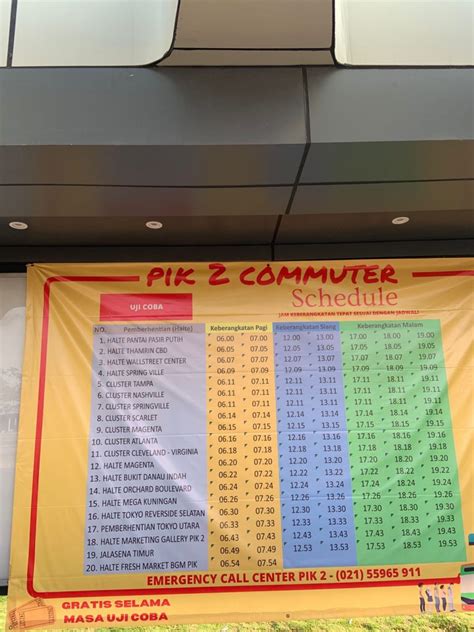 PIK 2 COMMUTER
UJI COBA
Schedule
JAM KEBERANGKATAN TEPAT SESUAI DENGAN JADWAL!
NO. Pemberhentian (Halte) Keberangkatan Pagi Keberangkatan Siang Keberangkatan Malam
1. HALTE PANTAI PASIR PUTIH 06.00 07.00 12.00 13.00 17.00 18.00 19.00
2. HALTE THAMRIN CBD 06.05 07.05 12.05 13.05 17.05 18.05 19.05
3. HALTE WALLSTREET CENTER 06.07 07.07 12.07 13.07 17.07 18.07 19.07
4. HALTE SPRING VILLE 06.09 07.09 12.09 13.09 17.09 18.09 19.09
5. CLUSTER TAMPA 06.11 07.11 12.11 13.11 17.11 18.11 19.11
6. CLUSTER NASHVILLE 06.11 07.11 12.11 13.11 17.11 18.11 19.11
7. CLUSTER SPRINGVILLE 06.11 07.11 12.11 13.11 17.11 18.11 19.11
8. CLUSTER SCARLET 06.14 07.14 12.14 13.14 17.14 18.14 19.14
9. CLUSTER MAGENTA 06.16 07.16 12.16 13.16 17.16 18.16 19.16
10. CLUSTER ATLANTA 06.16 07.16 12.16 13.16 17.16 18.16 19.16
11. CLUSTER CLEVELAND - VIRGINIA 06.18 07.18 12.18 13.18 17.18 18.18 19.18
12. HALTE MAGENTA 06.20 07.20 12.20 13.20 17.20 18.20 19.20
13. HALTE BUKIT DANAU INDAH 06.22 07.22 12.22 13.22 17.22 18.22 19.22
14. HALTE ORCHARD BOULEVARD 06.24 07.24 12.24 13.24 17.24 18.24 19.24
15. HALTE MEGA KUNINGAN 06.26 07.26 12.26 13.26 17.26 18.26 19.26
16. HALTE TOKYO REVERSIDE SELATAN 06.30 07.30 12.30 13.30 17.30 18.30 19.30
17. PEMBERHENTIAN TOKYO UTARA 06.33 07.33 12.33 13.33 17.33 18.33 19.33
18. HALTE MARKETING GALLERY PIK 2 06.43 07.43 12.43 13.43 17.43 18.43 19.43
19. JALASENA TIMUR 06.49 07.49 12.48 13.48 17.48 18.48 19.48
20. HALTE FRESH MARKET BGM PIK 06.54 07.54 12.53 13.53 17.53 18.53 19.53
EMERGENCY CALL CENTER PIK 2 - (021) 55965 911
GRATIS SELAMA
MASA UJI COBA